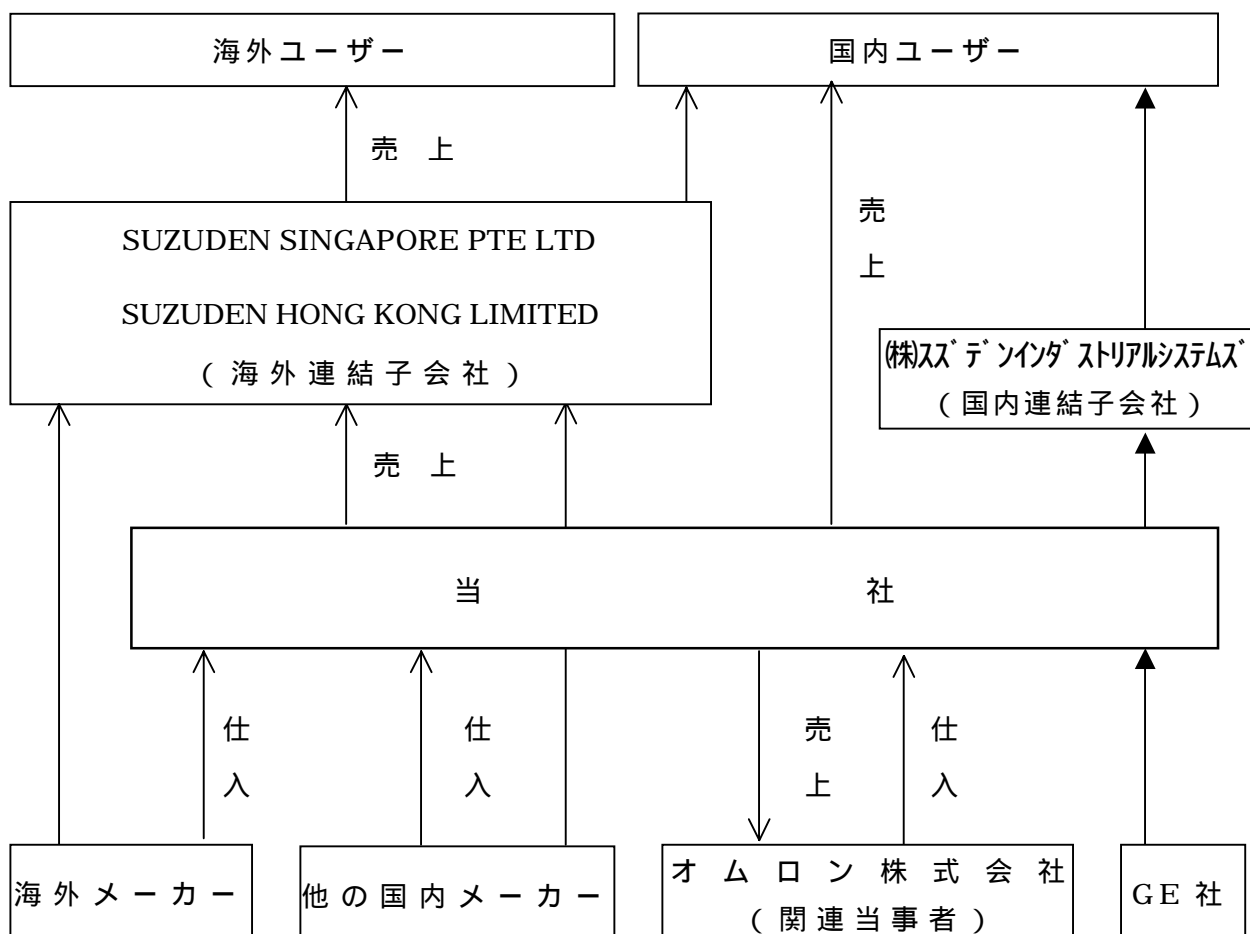 海外ユーザー
国内ユーザー
売上
売上
SUZUDEN SINGAPORE PTE LTD
SUZUDEN HONG KONG LIMITED
(海外連結子会社)
㈱スズデンインダストリアルシステムズ
(国内連結子会社)
売上
当社
仕入
仕入
売上
仕入
海外メーカー
他の国内メーカー
オムロン株式会社
(関連当事者)
GE社